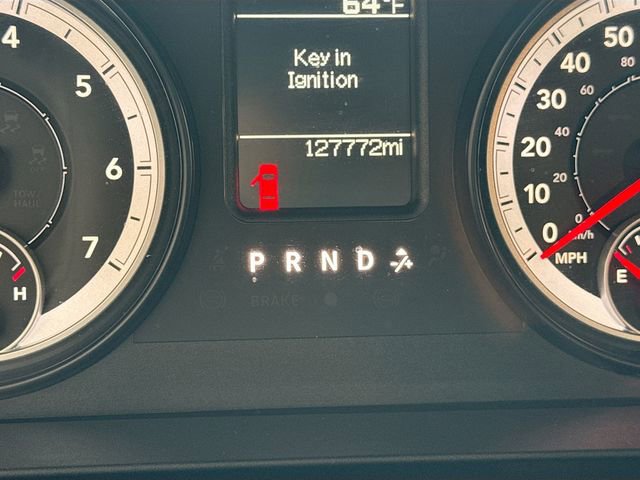 64°F
Key in
Ignition
127772mi
4
5
6
7
H
TOW/
HAUL
P R N D
BRAKE
50
40
30
20
10
0
MPH
80
60
40
20
0
km/h
E